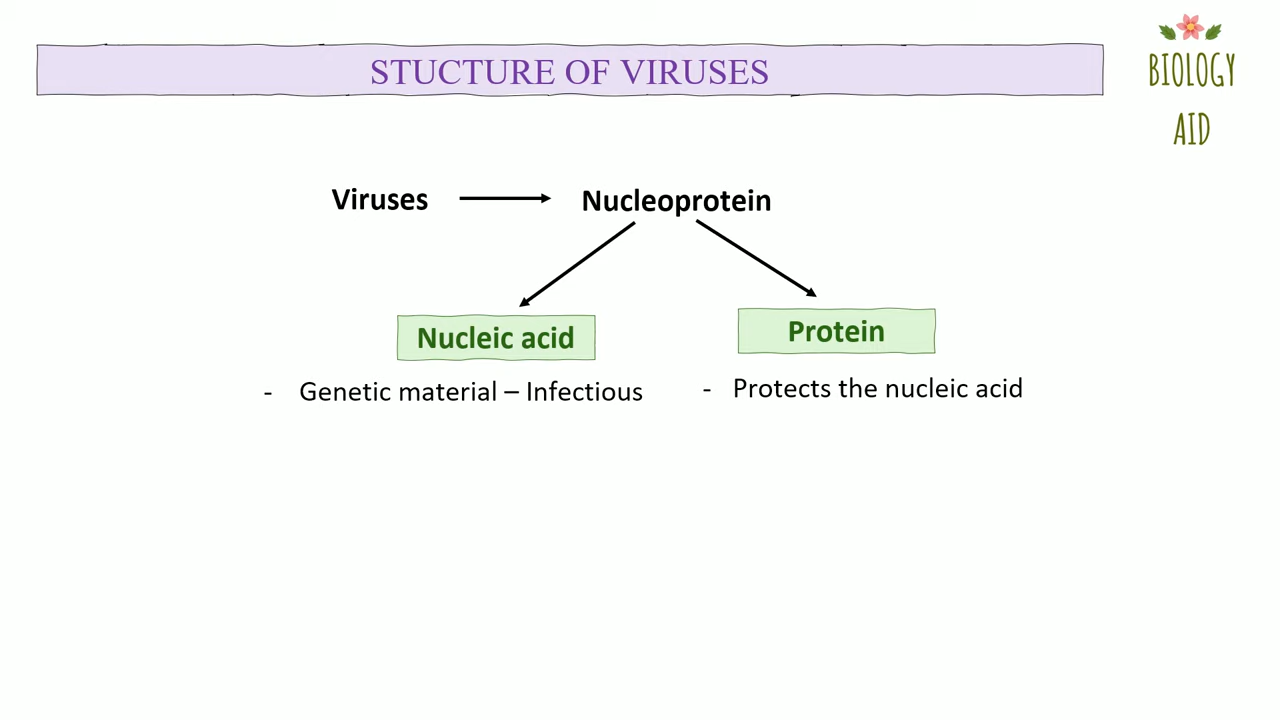 STUCTURE OF VIRUSES
BIOLOGY
AID
Viruses
Nucleoprotein
Nucleic acid
Protein
- Genetic material – Infectious
- Protects the nucleic acid